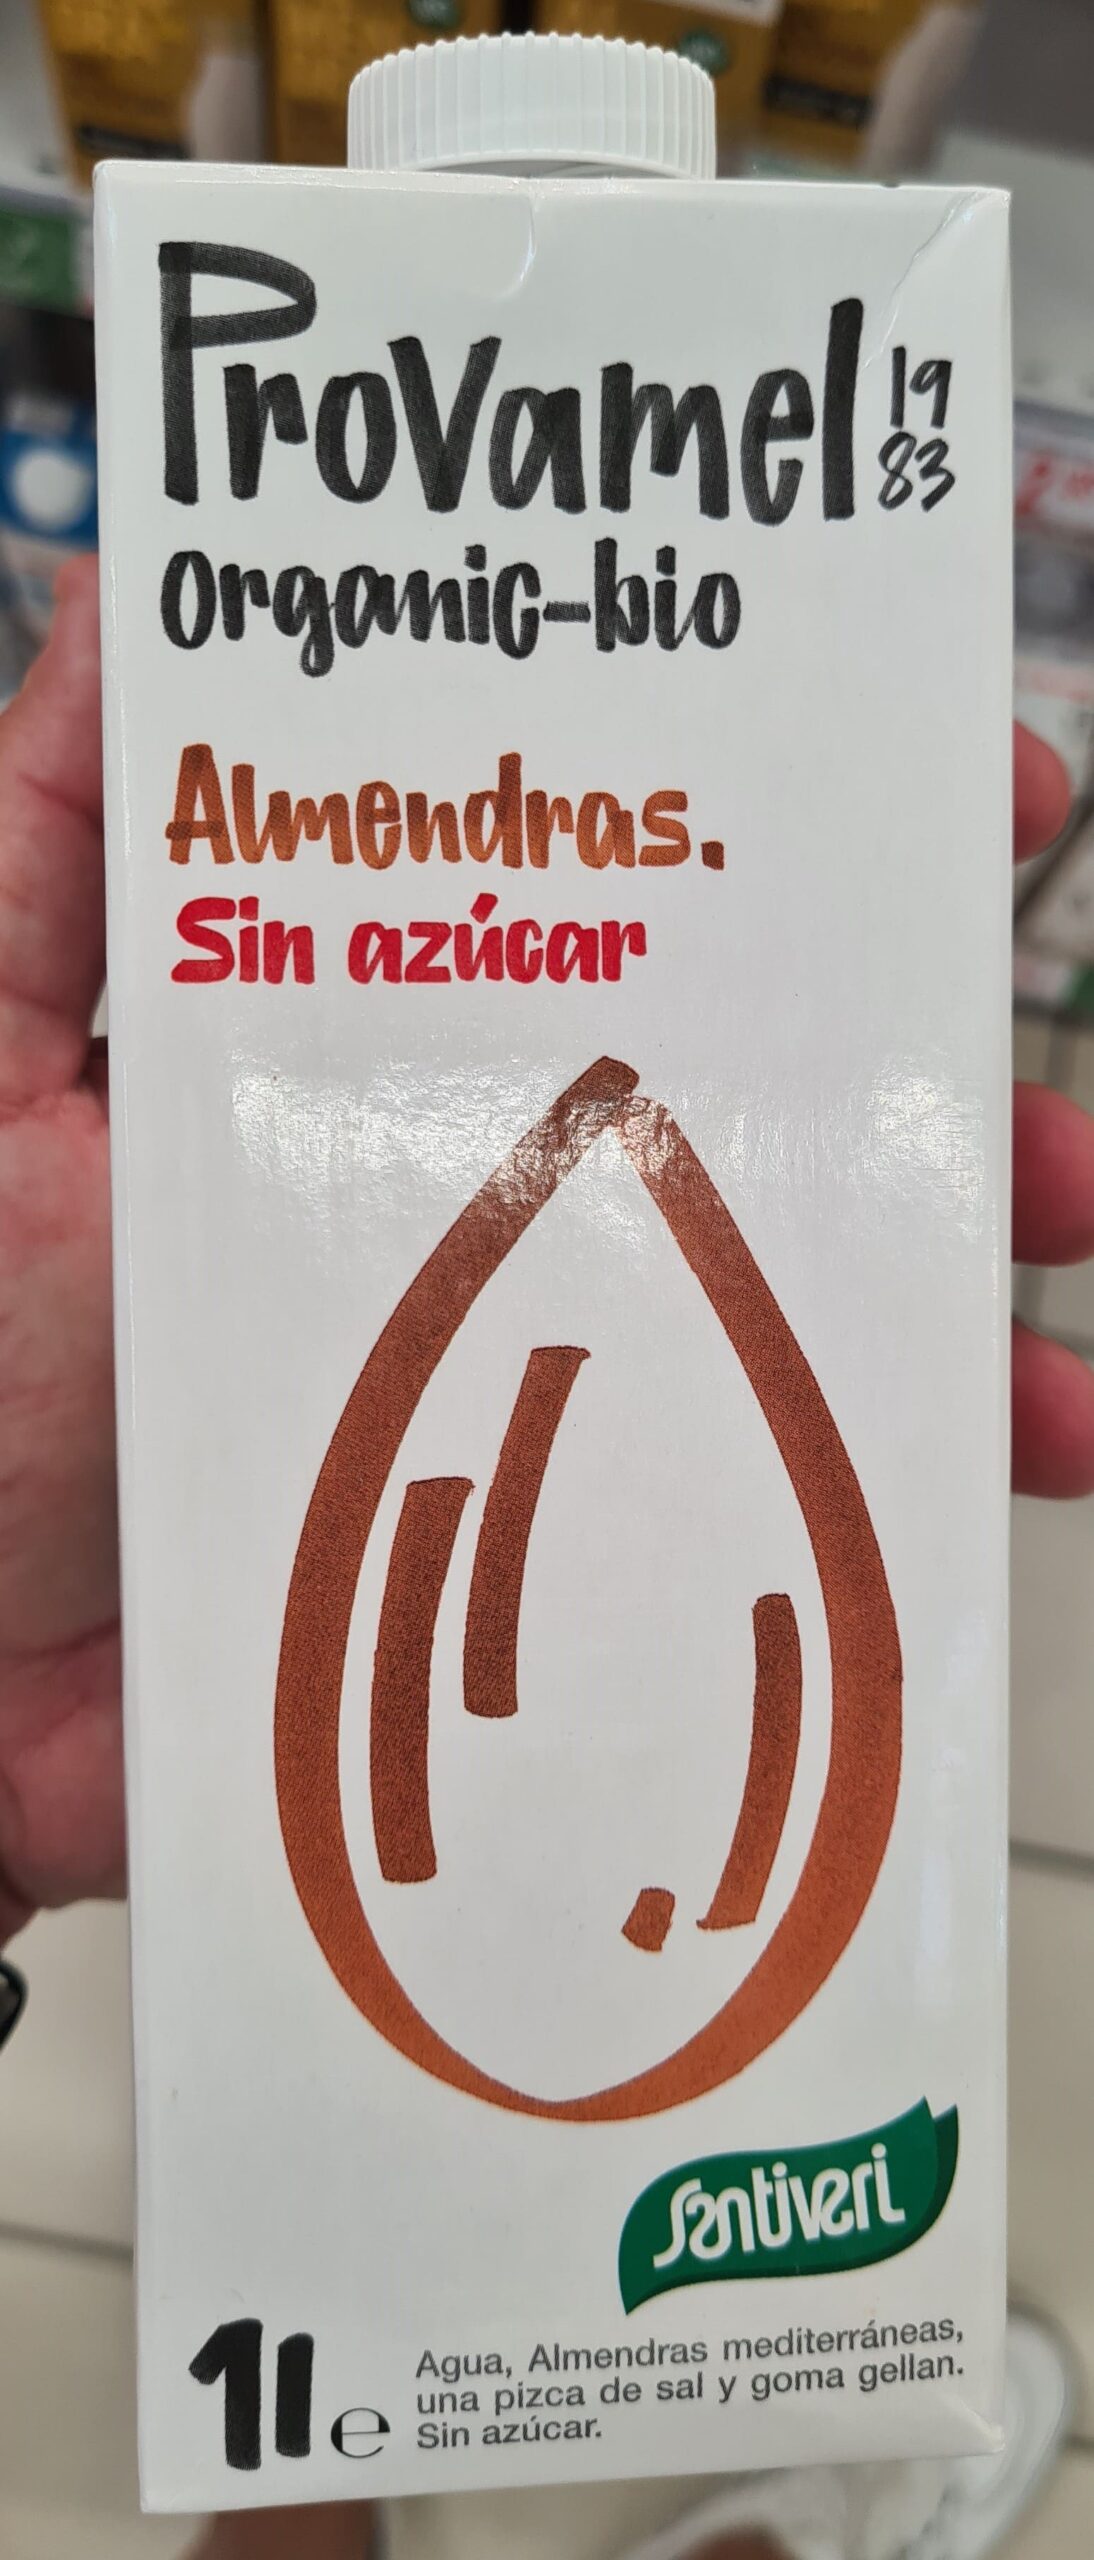 Provamel 19
83
Organic-bio
Almendras.
Sin azúcar
Santiveri
1l e
Agua, Almendras mediterráneas,
una pizca de sal y goma gellan.
Sin azúcar.